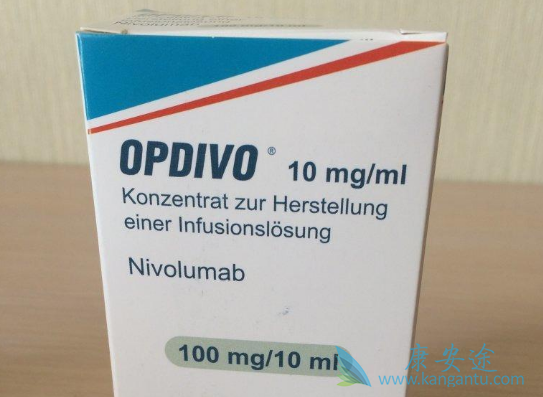 OPDIVO® 10 mg/ml
Konzentrat zur Herstellung
einer Infusionslösung
Nivolumab
100 mg/10 ml
康安途
www.kangantu.com